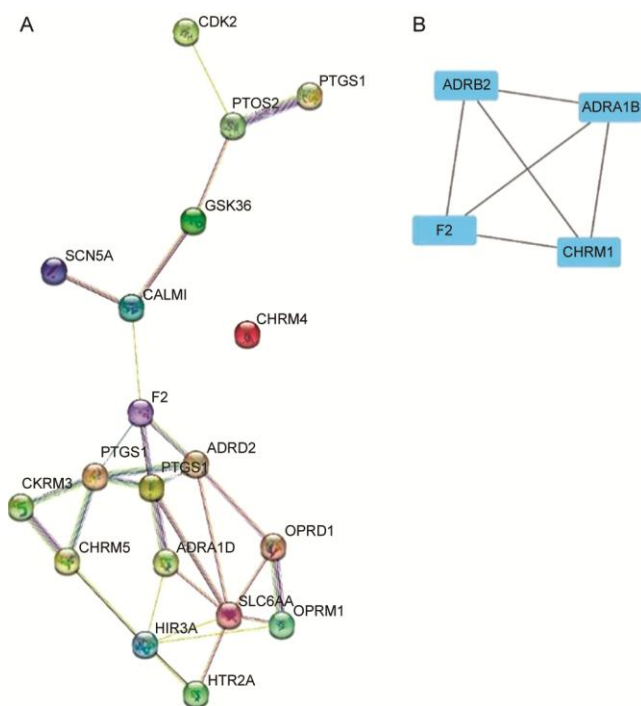 A
B
CDK2
PTGS1
PTOS2
ADRB2
ADRA1B
GSK36
F2
CHRM1
SCN5A
CALMI
CHRM4
F2
PTGS1
PTGS1
ADRD2
CKRM3
CHRM5
ADRA1D
OPRD1
SLC6AA
OPRM1
HIR3A
HTR2A